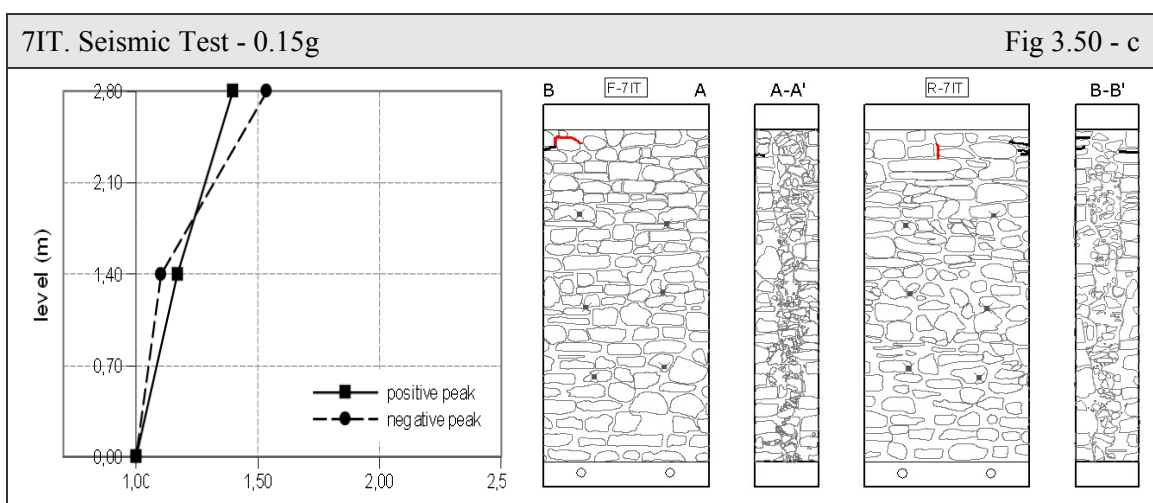 7IT. Seismic Test - 0.15g Fig 3.50 - c
2,80
2,10
1,40
0,70
0,00
level (m)
positive peak
negative peak
1,00 1,50 2,00 2,5
B F-7IT A A-A' R-7IT B-B'